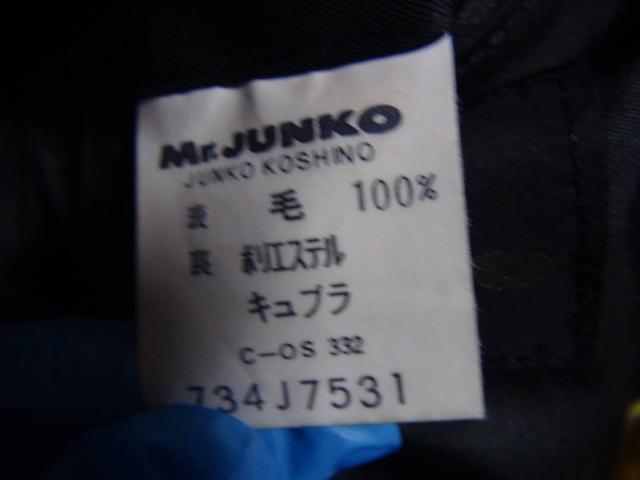 Mr.JUNKO
JUNKO KOSHINO
表 毛 100%
裏 ポリエステル
キュプラ
C-OS 332
734J7531